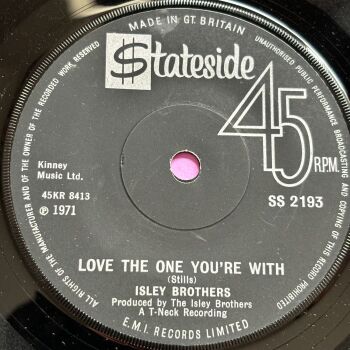 MADE IN GT. BRITAIN
$tateside
45
R.P.M.
SS 2193
Kinney
Music Ltd.
45KR 8413
℗ 1971
LOVE THE ONE YOU'RE WITH
(Stills)
ISLEY BROTHERS
Produced by The Isley Brothers
A T-Neck Recording
E.M.I. RECORDS LIMITED
ALL RIGHTS OF THE MANUFACTURER AND OF THE OWNER OF THE RECORDED WORK RESERVED
UNAUTHORISED PUBLIC PERFORMANCE BROADCASTING AND COPYING OF THIS RECORD PROHIBITED